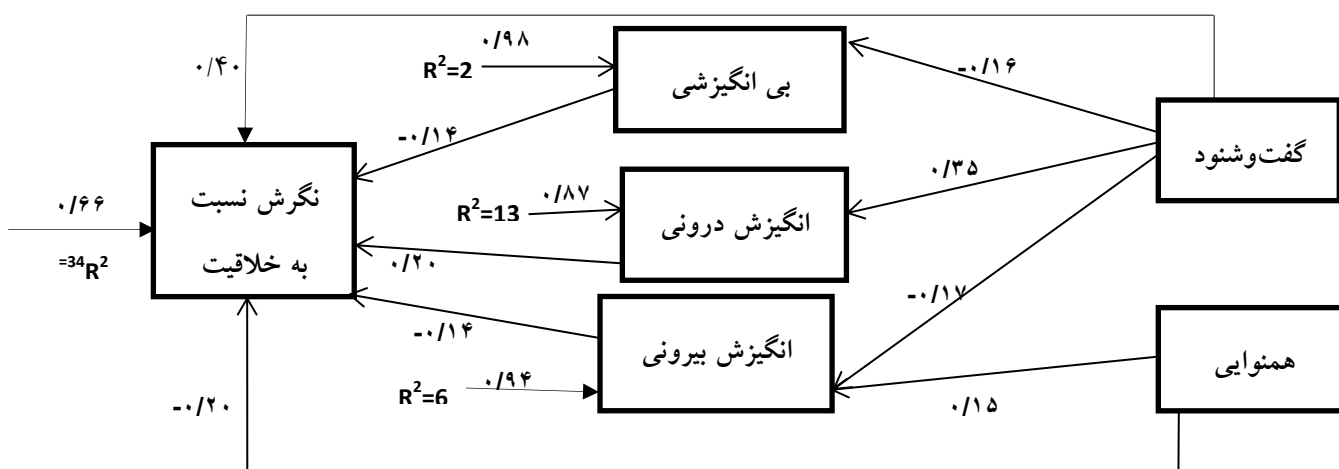 ۰/۹۸
R²=2
-۰/۱۶
۰/۴۰
بی انگیزشی
-۰/۱۴
گفت‌وشنود
۰/۳۵
۰/۸۷
R²=13
انگیزش درونی
۰/۶۶
نگرش نسبت
به خلاقیت
=34R²
۰/۲۰
-۰/۱۷
-۰/۱۴
انگیزش بیرونی
همنوایی
۰/۹۴
R²=6
-۰/۲۰
۰/۱۵